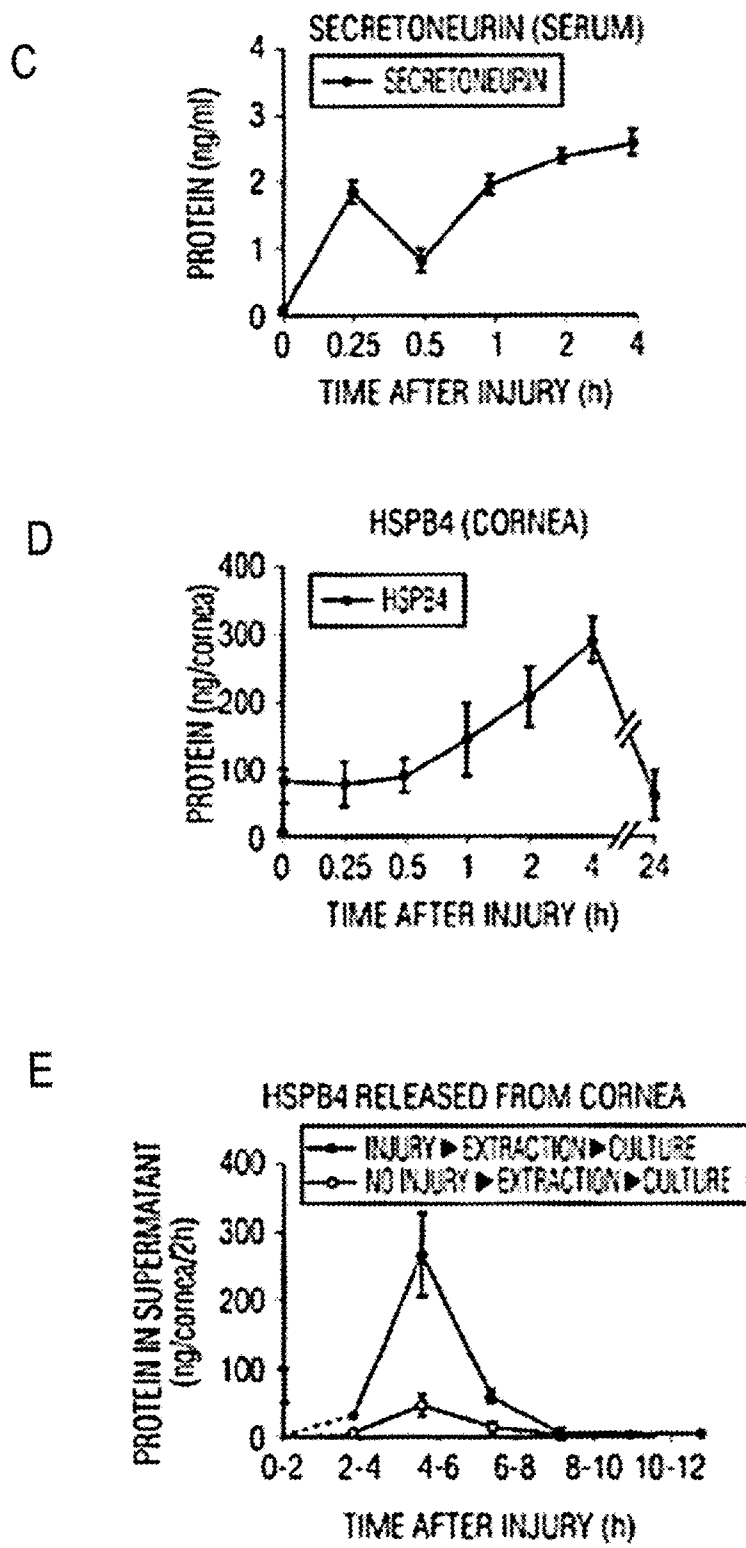 C
SECRETONEURIN (SERUM)
SECRETONEURIN
PROTEIN (ng/ml)
4
3
2
1
0
0 0.25 0.5 1 2 4
TIME AFTER INJURY (h)
D
HSPB4 (CORNEA)
HSPB4
PROTEIN (ng/cornea)
400
300
200
100
0
0 0.25 0.5 1 2 4 24
TIME AFTER INJURY (h)
E
HSPB4 RELEASED FROM CORNEA
INJURY ▶ EXTRACTION ▶ CULTURE
NO INJURY ▶ EXTRACTION ▶ CULTURE
PROTEIN IN SUPERMATANT
(ng/cornea/2h)
400
300
200
100
0
0-2 2-4 4-6 6-8 8-10 10-12
TIME AFTER INJURY (h)